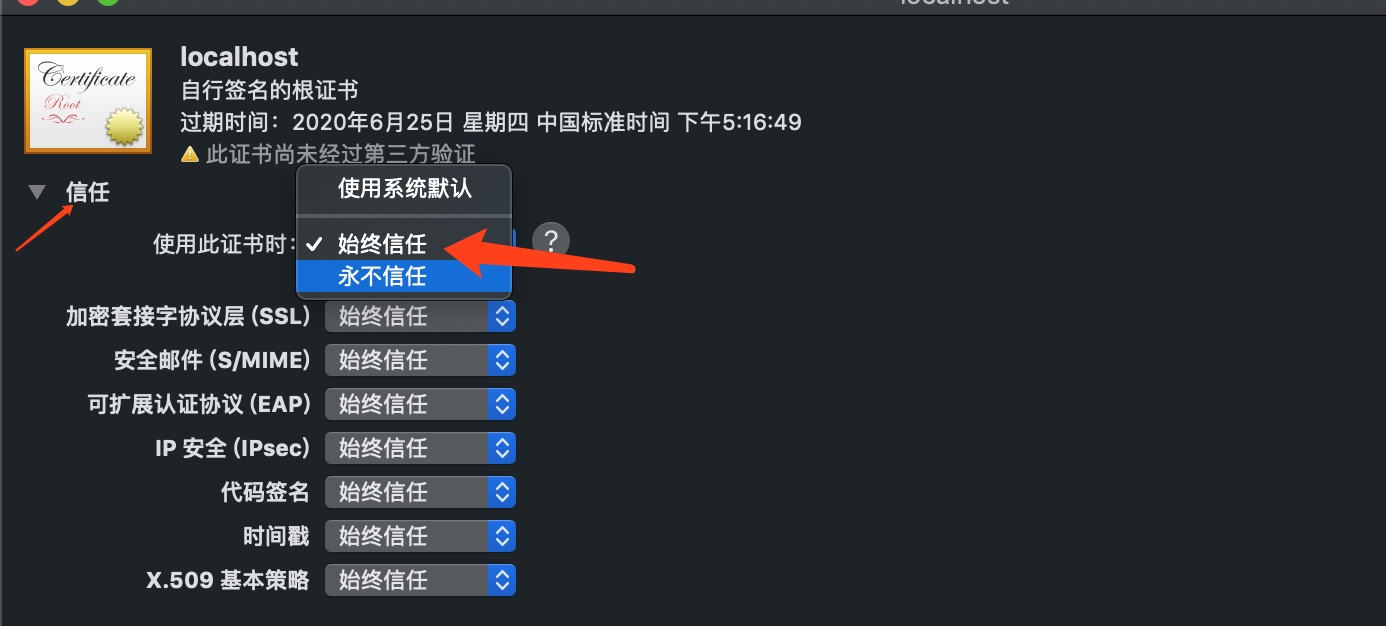 localhost
localhost
Certificate
Root
自行签名的根证书
过期时间：2020年6月25日 星期四 中国标准时间 下午5:16:49
此证书尚未经过第三方验证
信任
使用系统默认
使用此证书时: ✓ 始终信任 ?
永不信任
加密套接字协议层 (SSL) 始终信任
安全邮件 (S/MIME) 始终信任
可扩展认证协议 (EAP) 始终信任
IP 安全 (IPsec) 始终信任
代码签名 始终信任
时间戳 始终信任
X.509 基本策略 始终信任